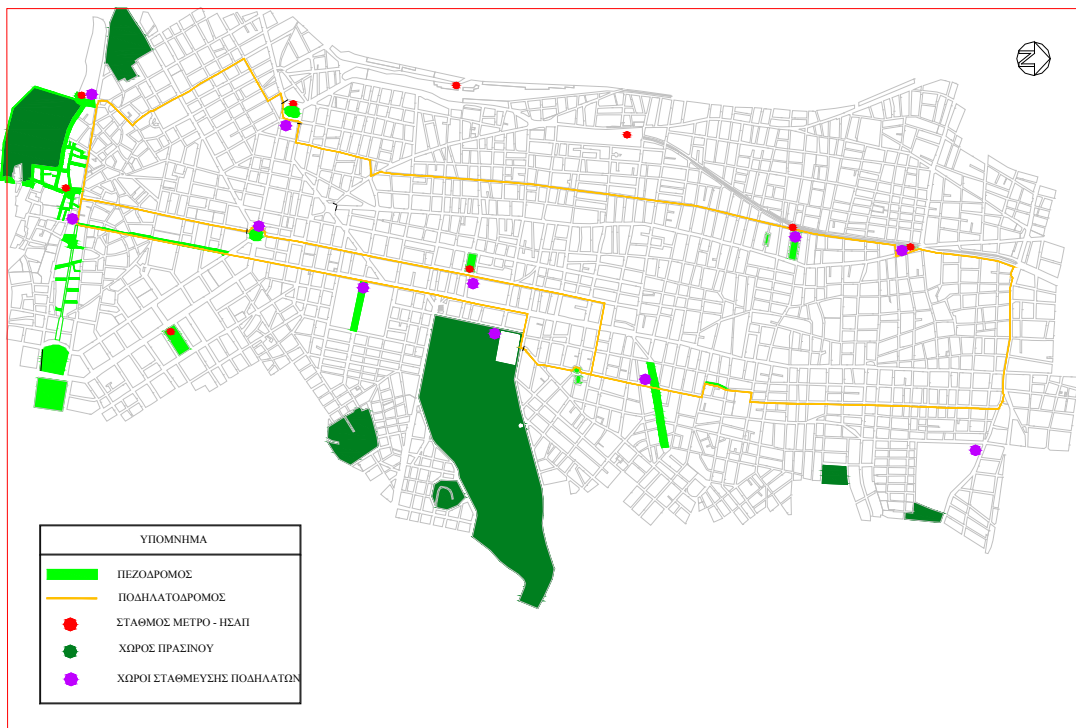 N
ΥΠΟΜΝΗΜΑ
ΠΕΖΟΔΡΟΜΟΣ
ΠΟΔΗΛΑΤΟΔΡΟΜΟΣ
ΣΤΑΘΜΟΣ ΜΕΤΡΟ - ΗΣΑΠ
ΧΩΡΟΣ ΠΡΑΣΙΝΟΥ
ΧΩΡΟΙ ΣΤΑΘΜΕΥΣΗΣ ΠΟΔΗΛΑΤΩΝ